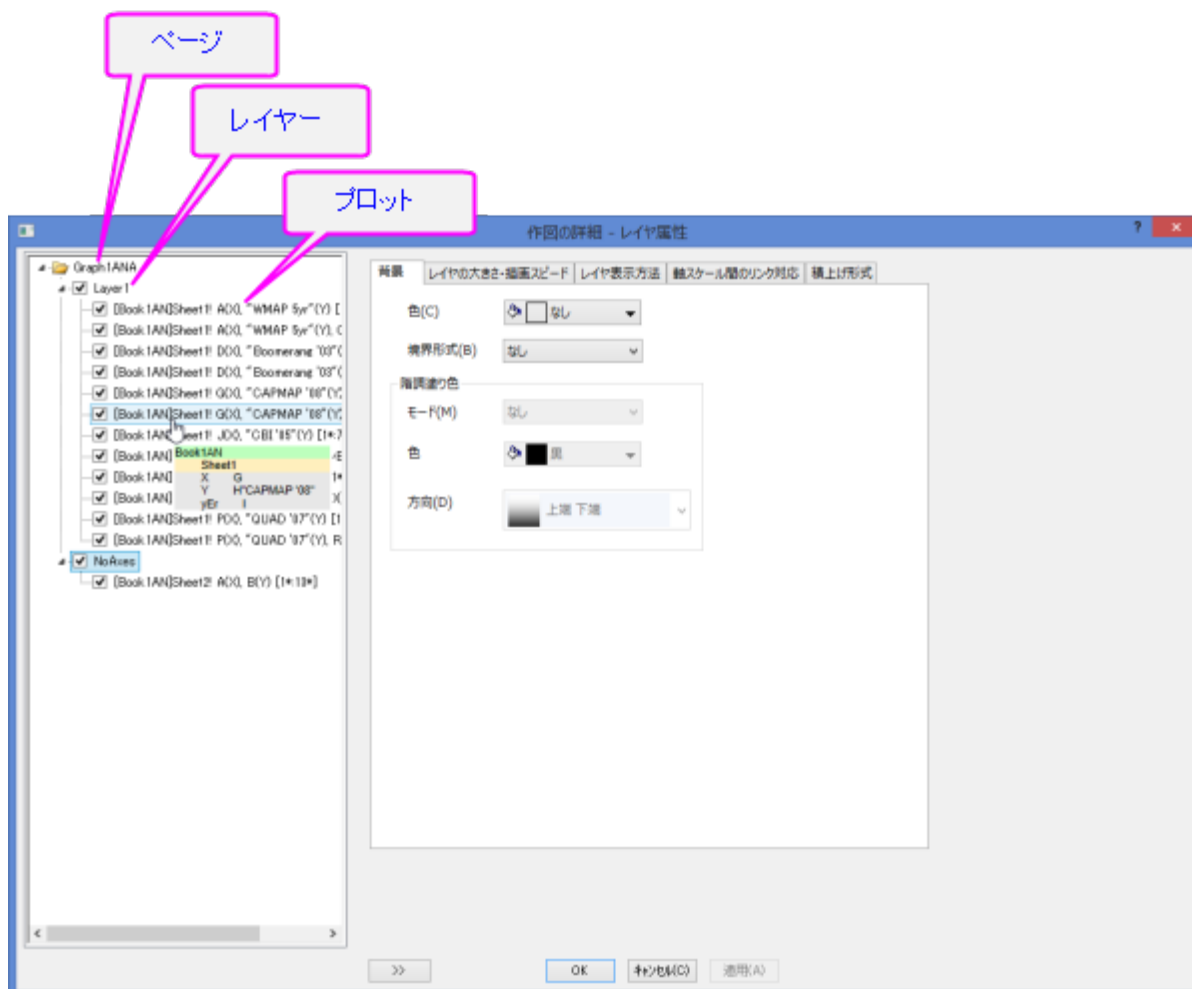 ページ
レイヤー
プロット
作図の詳細 - レイヤ属性
?
×
Graph1ANA
Layer1
[Book1AN]Sheet1! A(X), "WMAP 5yr"(Y) [
[Book1AN]Sheet1! A(X), "WMAP 5yr"(Y), C
[Book1AN]Sheet1! D(X), "Boomerang '03"(
[Book1AN]Sheet1! D(X), "Boomerang '03"(
[Book1AN]Sheet1! G(X), "CAPMAP '08"(Y)
[Book1AN]Sheet1! G(X), "CAPMAP '08"(Y)
[Book1AN]Sheet1! J(X), "CBI '05"(Y) [1*:7
[Book1AN]
[Book1AN] 1*
[Book1AN]
Book1AN
Sheet1
X G
Y H"CAPMAP '08"
yEr I
[Book1AN]Sheet1! P(X), "QUAD '07"(Y) [1
[Book1AN]Sheet1! P(X), "QUAD '07"(Y), R
NoAxes
[Book1AN]Sheet2! A(X), B(Y) [1*:10*]
背景 レイヤの大きさ・描画スピード レイヤ表示方法 軸スケール間のリンク対応 積上げ形式
色(C) なし
境界形式(B) なし
階調塗り色
モード(M) なし
色 黒
方向(D) 上端 下端
>> OK キャンセル(C) 適用(A)